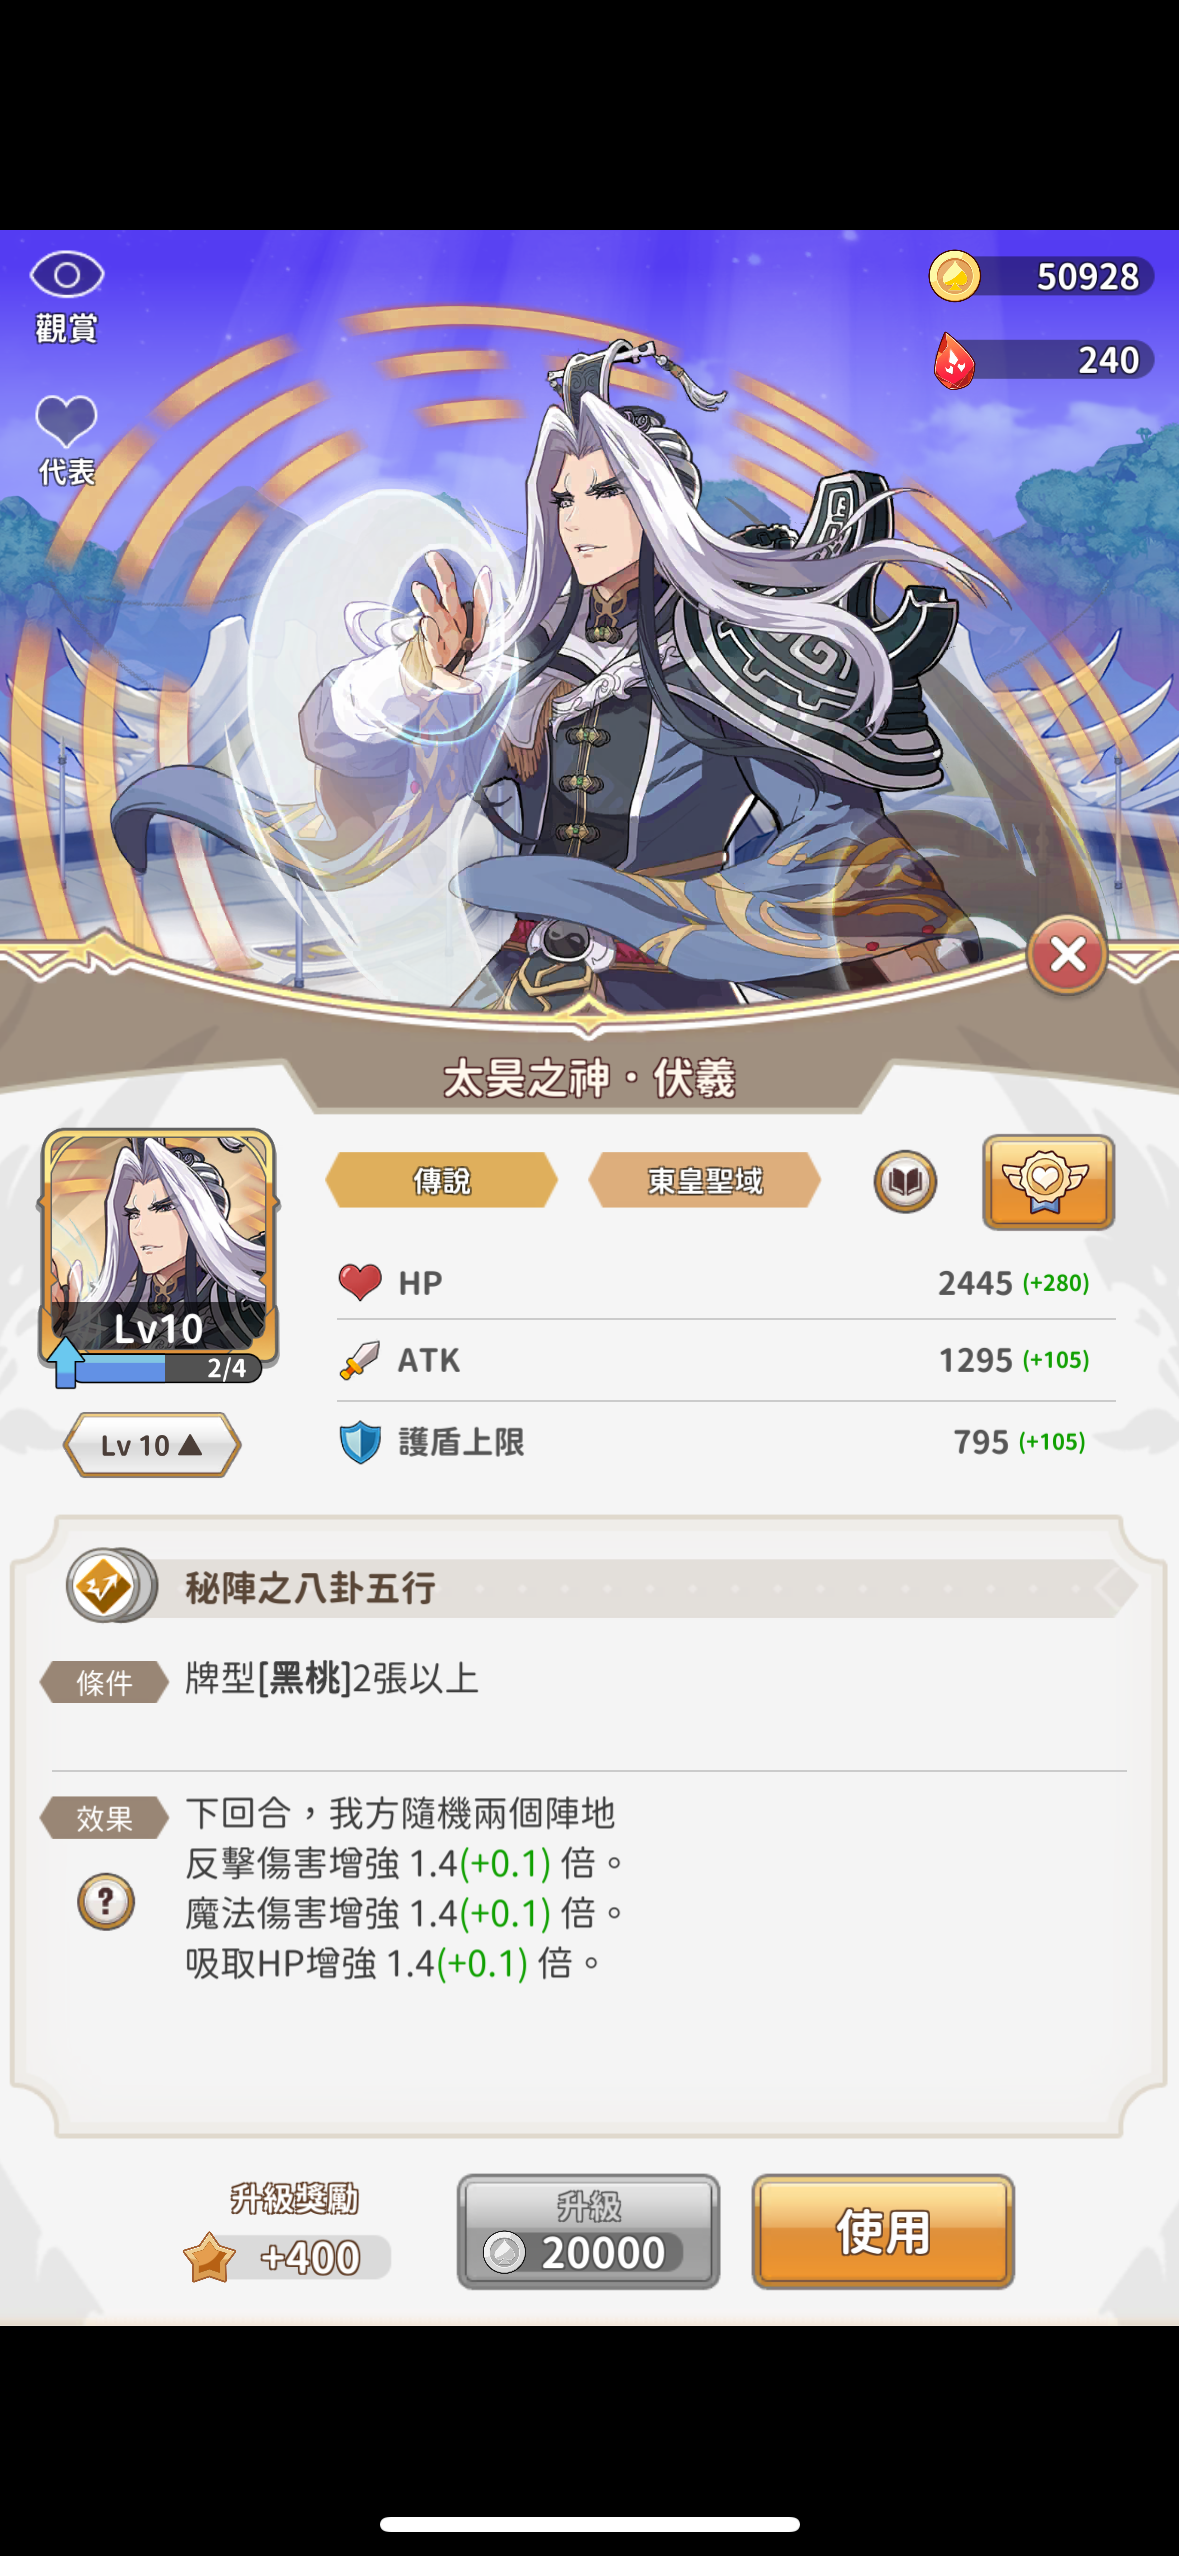 觀賞
50928
240
代表
太昊之神・伏羲
傳說
東皇聖域
Lv10
2/4
Lv 10 ▲
HP
2445 (+280)
ATK
1295 (+105)
護盾上限
795 (+105)
秘陣之八卦五行
條件
牌型[黑桃]2張以上
效果
下回合，我方隨機兩個陣地
反擊傷害增強 1.4(+0.1) 倍。
魔法傷害增強 1.4(+0.1) 倍。
吸取HP增強 1.4(+0.1) 倍。
?
升級獎勵
+400
升級
20000
使用